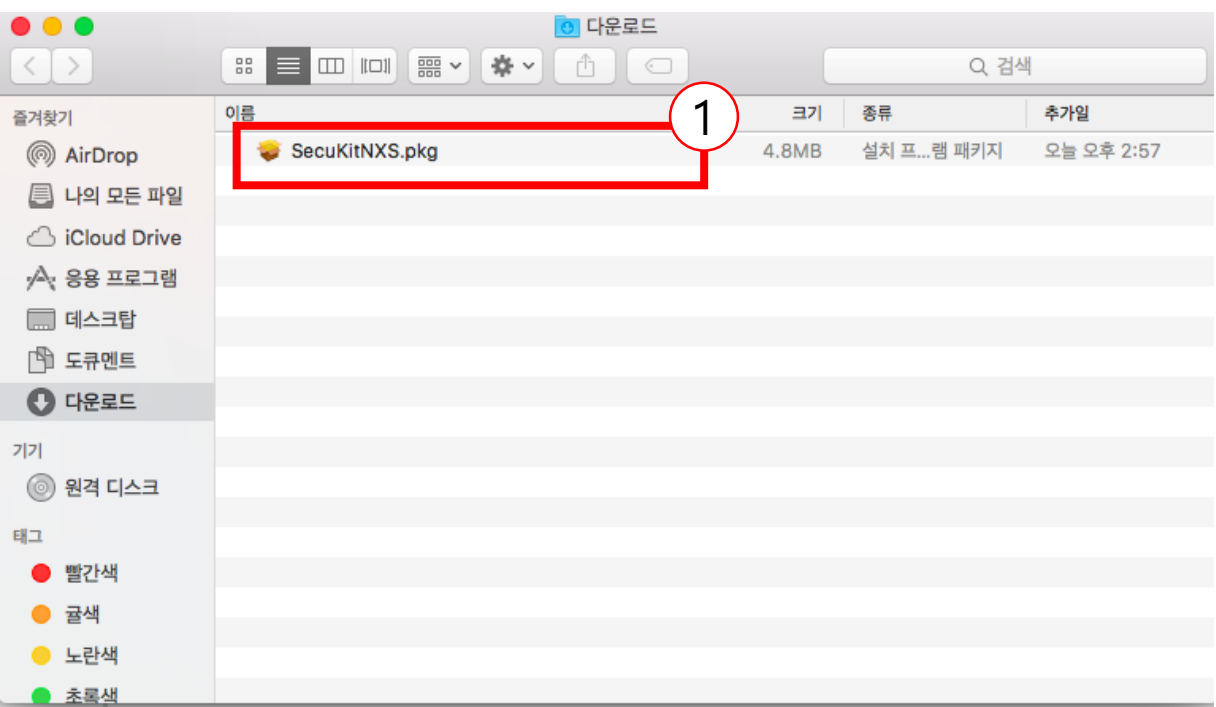 다운로드
검색
즐겨찾기
AirDrop
나의 모든 파일
iCloud Drive
응용 프로그램
데스크탑
도큐멘트
다운로드
기기
원격 디스크
태그
빨간색
귤색
노란색
초록색
이름 크기 종류 추가일
1
SecuKitNXS.pkg 4.8MB 설치 프...램 패키지 오늘 오후 2:57